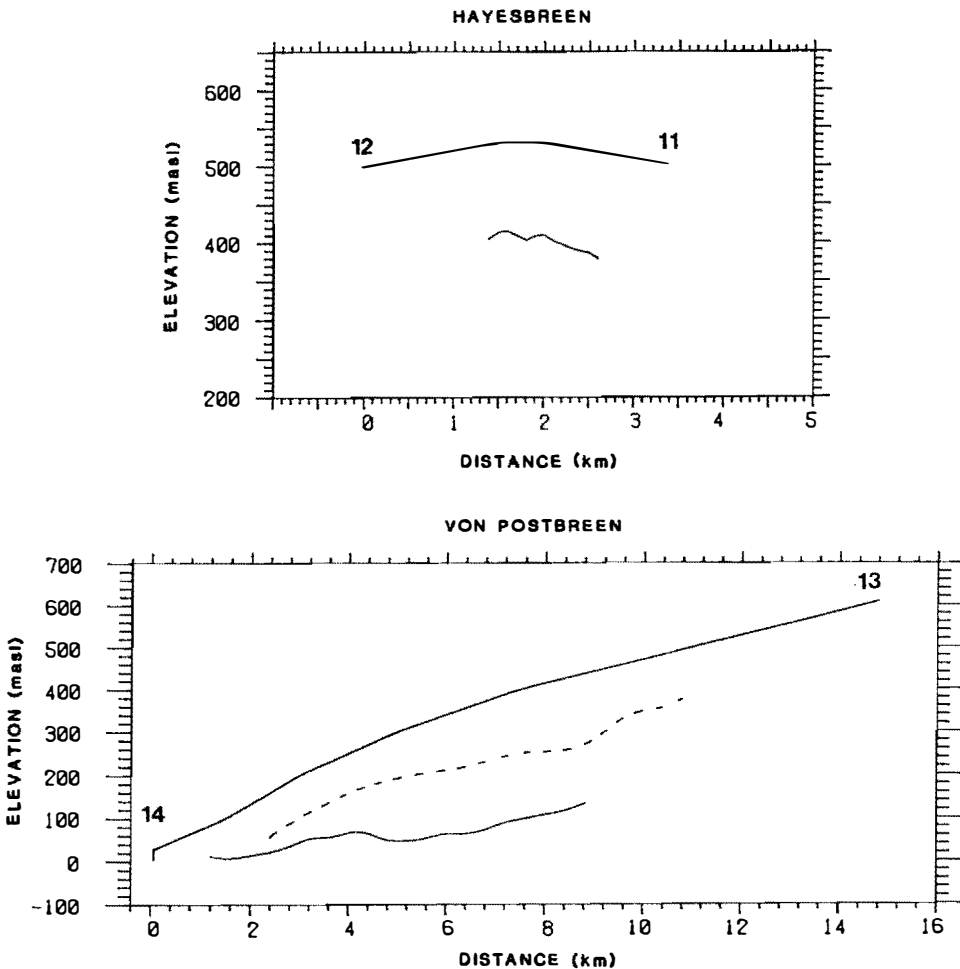 HAYESBREEN
600
12
11
500
ELEVATION (masl)
400
300
200
0 1 2 3 4 5
DISTANCE (km)
VON POSTBREEN
700
13
600
500
400
ELEVATION (masl)
300
200
14
100
0
-100
0 2 4 6 8 10 12 14 16
DISTANCE (km)